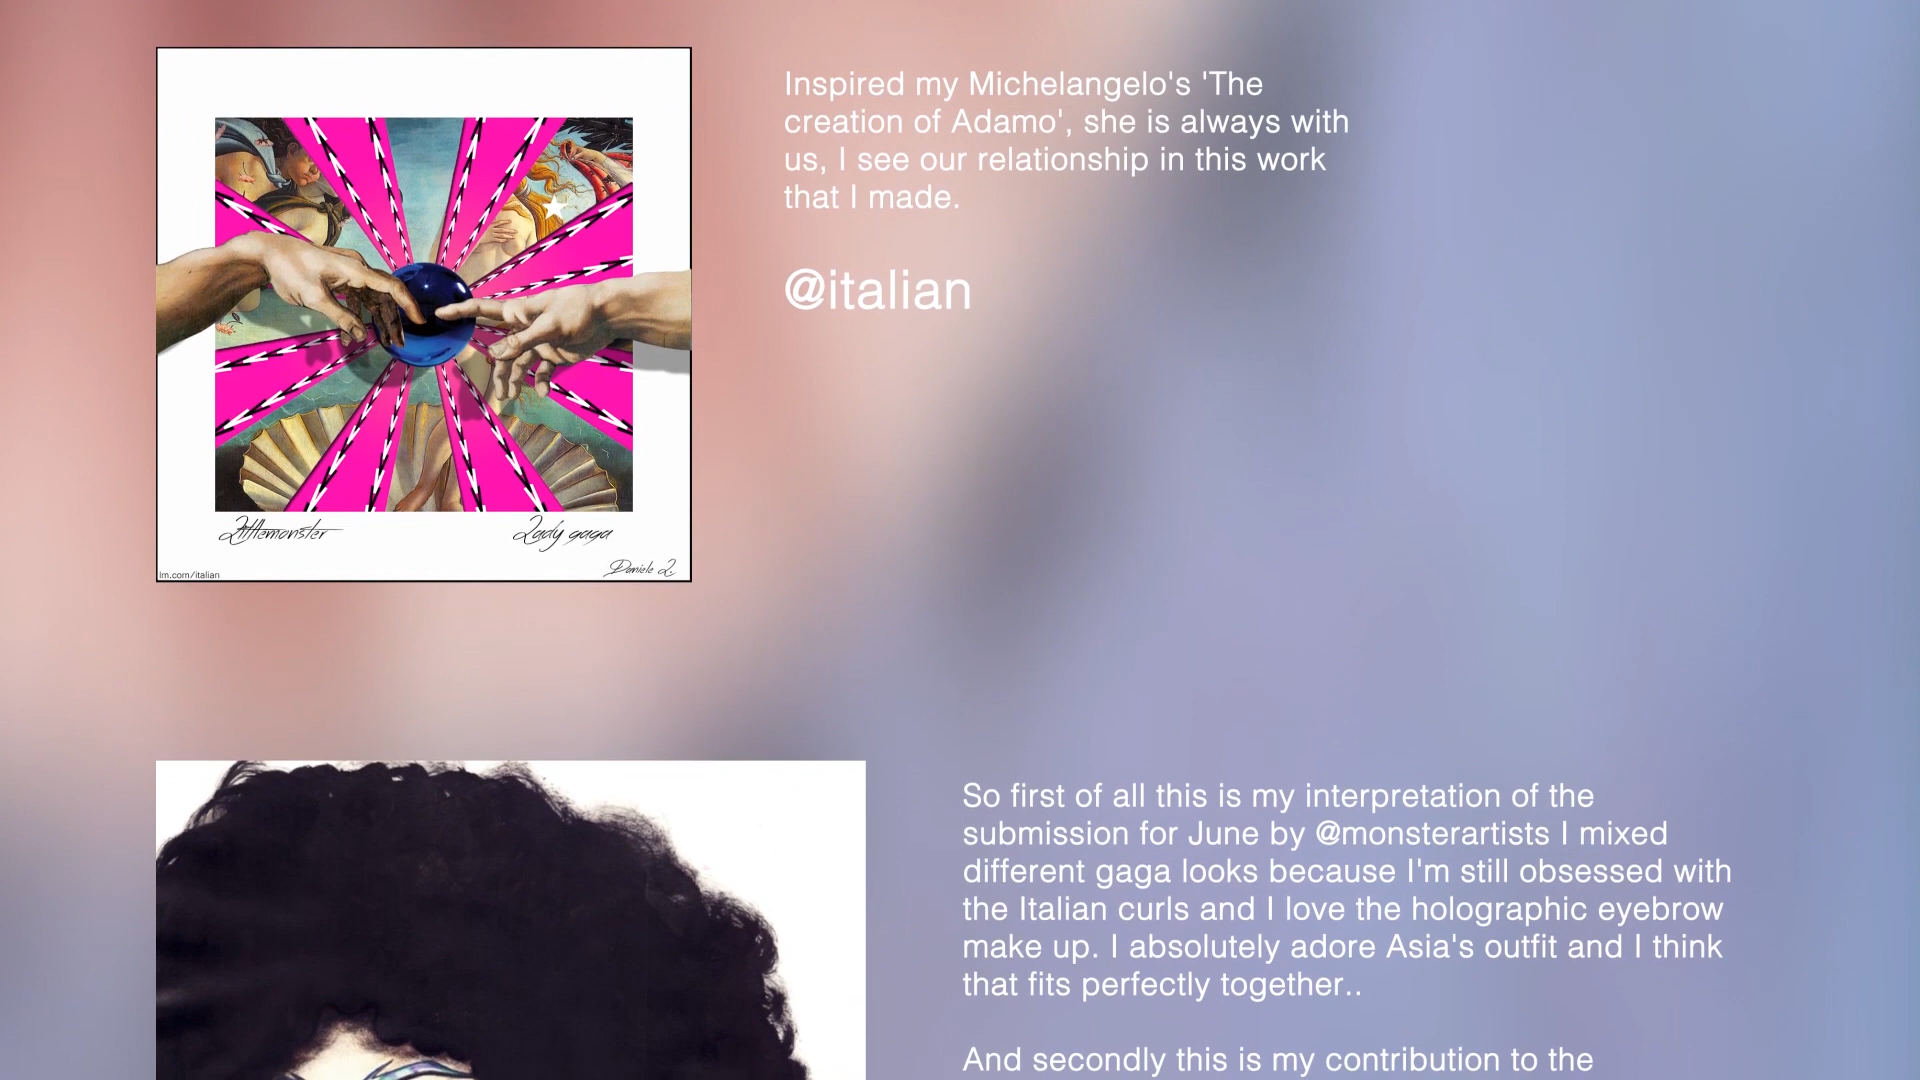 Inspired my Michelangelo's 'The
creation of Adamo', she is always with
us, I see our relationship in this work
that I made.
@italian
Littlemonster
Lady gaga
Daniele L.
lm.com/italian
So first of all this is my interpretation of the
submission for June by @monsterartists I mixed
different gaga looks because I'm still obsessed with
the Italian curls and I love the holographic eyebrow
make up. I absolutely adore Asia's outfit and I think
that fits perfectly together..
And secondly this is my contribution to the